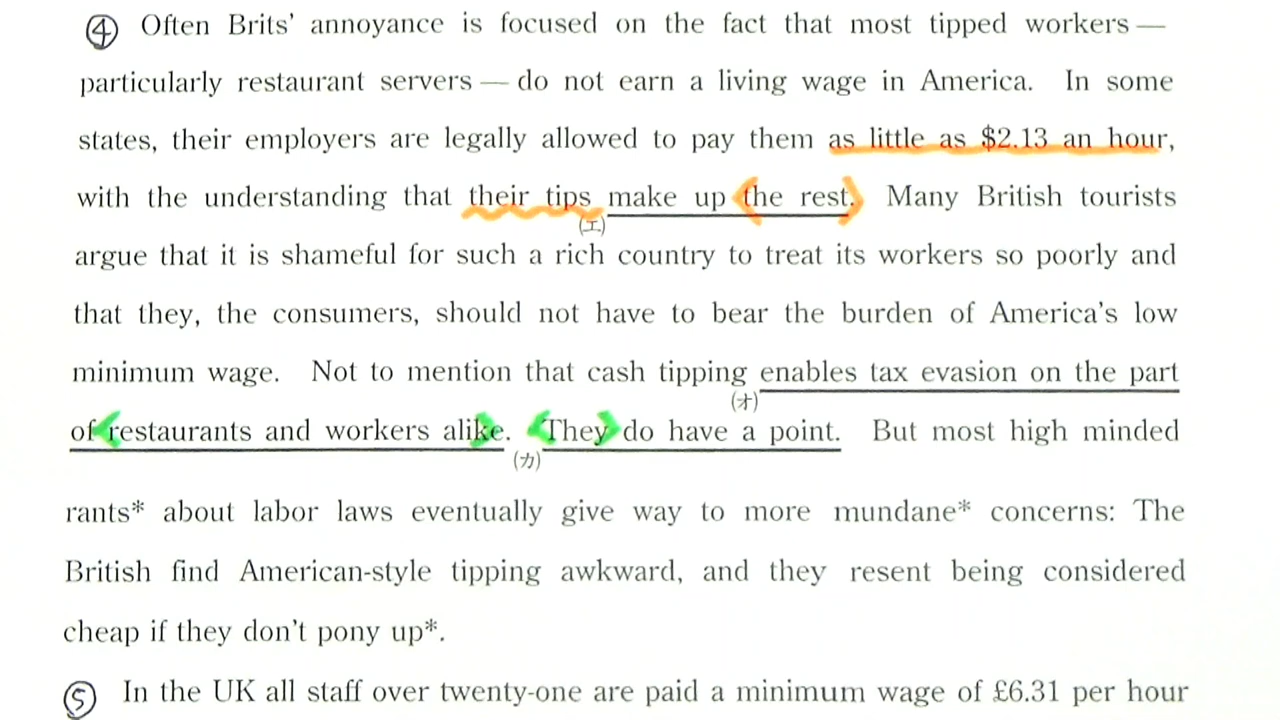 ④ Often Brits' annoyance is focused on the fact that most tipped workers —
particularly restaurant servers — do not earn a living wage in America. In some
states, their employers are legally allowed to pay them as little as $2.13 an hour,
with the understanding that their tips make up the rest. Many British tourists
(エ)
argue that it is shameful for such a rich country to treat its workers so poorly and
that they, the consumers, should not have to bear the burden of America's low
minimum wage. Not to mention that cash tipping enables tax evasion on the part
(オ)
of restaurants and workers alike. They do have a point. But most high minded
(カ)
rants* about labor laws eventually give way to more mundane* concerns: The
British find American-style tipping awkward, and they resent being considered
cheap if they don't pony up*.
⑤ In the UK all staff over twenty-one are paid a minimum wage of £6.31 per hour